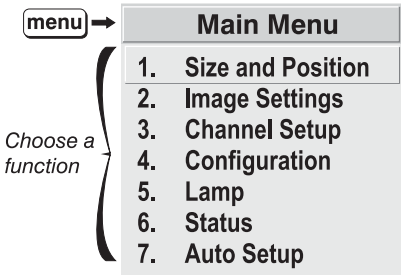 menu
Main Menu
1. Size and Position
2. Image Settings
3. Channel Setup
4. Configuration
5. Lamp
6. Status
7. Auto Setup
Choose a
function